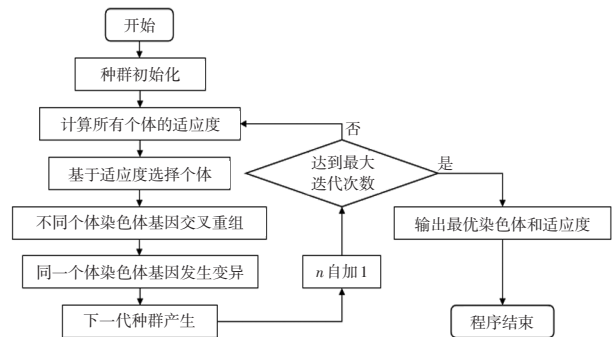 开始
种群初始化
计算所有个体的适应度
基于适应度选择个体
不同个体染色体基因交叉重组
同一个体染色体基因发生变异
下一代种群产生
n自加1
达到最大
迭代次数
否
是
输出最优染色体和适应度
程序结束